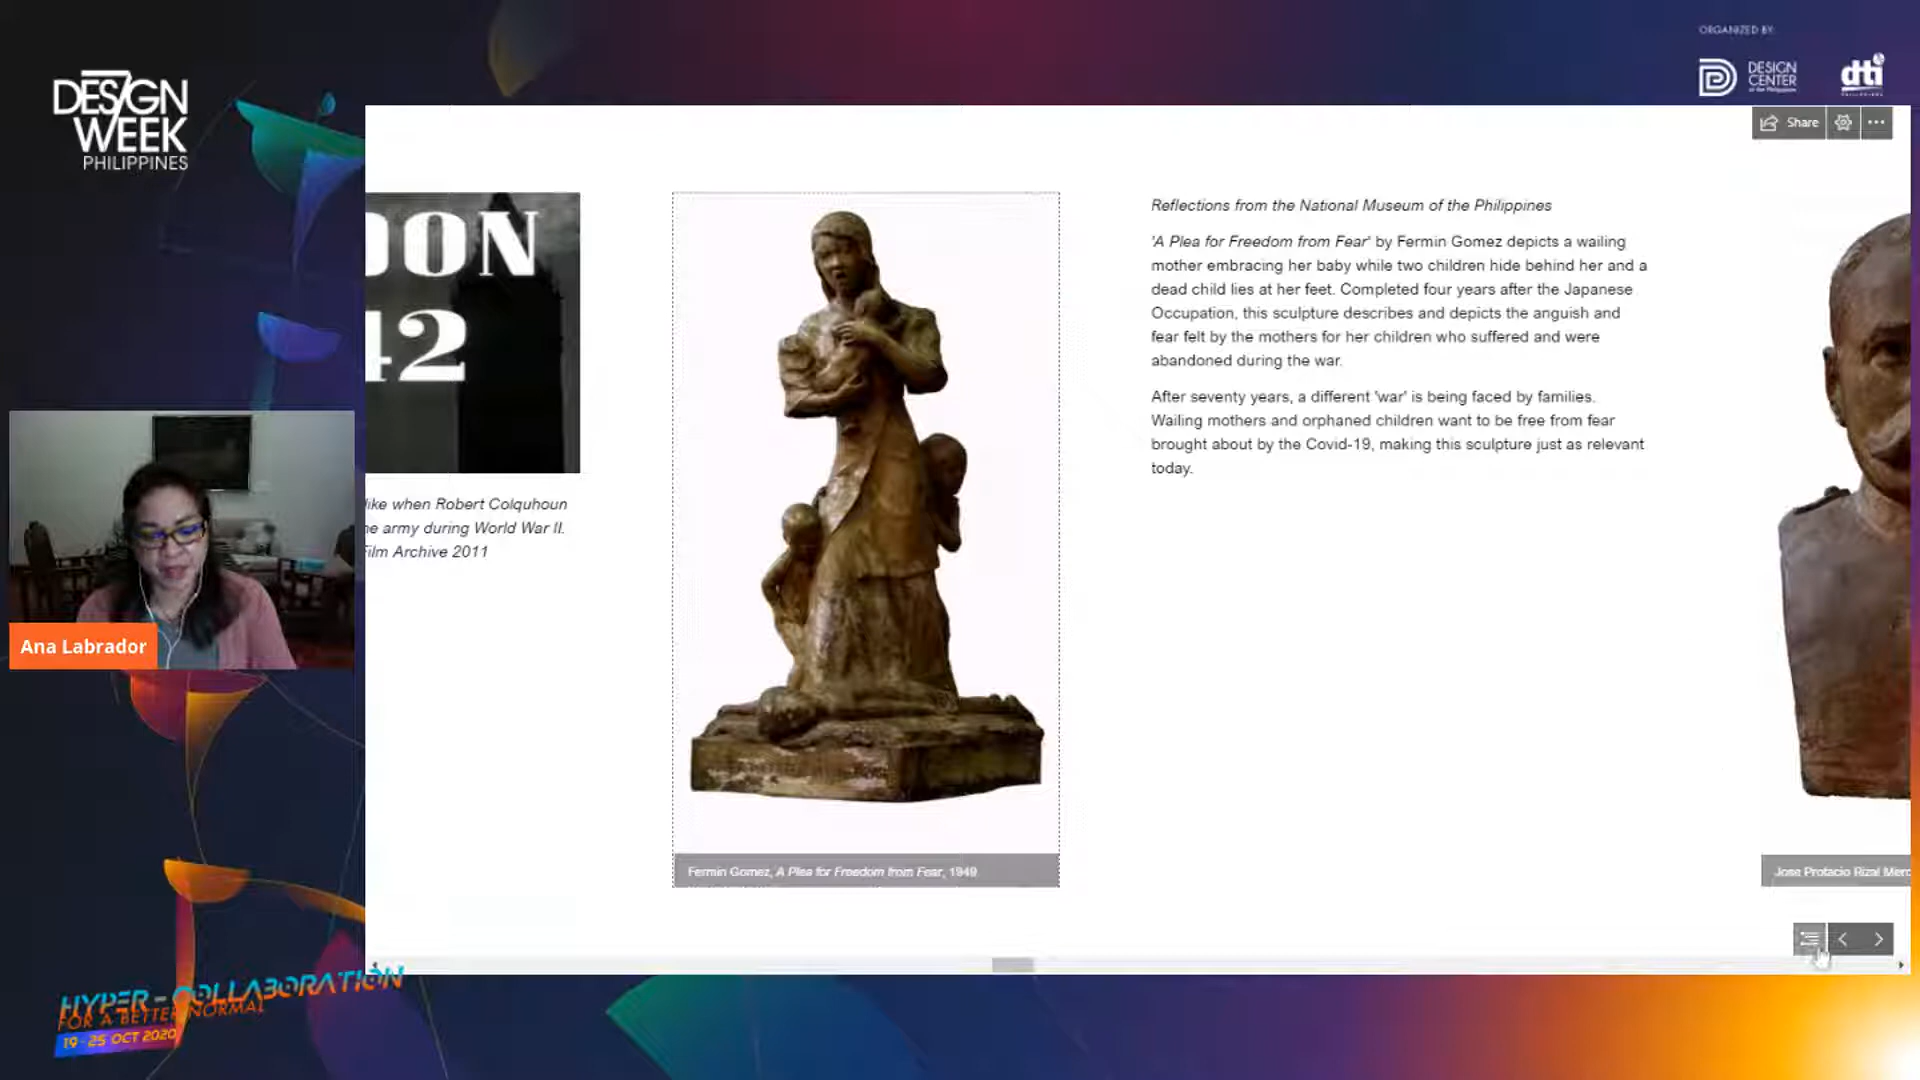 ORGANIZED BY:
DESIGN
WEEK
PHILIPPINES
DESIGN
CENTER
of the Philippines
dti
PHILIPPINES
Share
DON
42
like when Robert Colquhoun
he army during World War II.
Film Archive 2011
Reflections from the National Museum of the Philippines
'A Plea for Freedom from Fear' by Fermin Gomez depicts a wailing
mother embracing her baby while two children hide behind her and a
dead child lies at her feet. Completed four years after the Japanese
Occupation, this sculpture describes and depicts the anguish and
fear felt by the mothers for her children who suffered and were
abandoned during the war.
After seventy years, a different 'war' is being faced by families.
Wailing mothers and orphaned children want to be free from fear
brought about by the Covid-19, making this sculpture just as relevant
today.
Ana Labrador
Fermin Gomez, A Plea for Freedom from Fear, 1949
Jose Protacio Rizal Merc
HYPER-COLLABORATION
FOR A BETTER NORMAL
19-25 OCT 2020